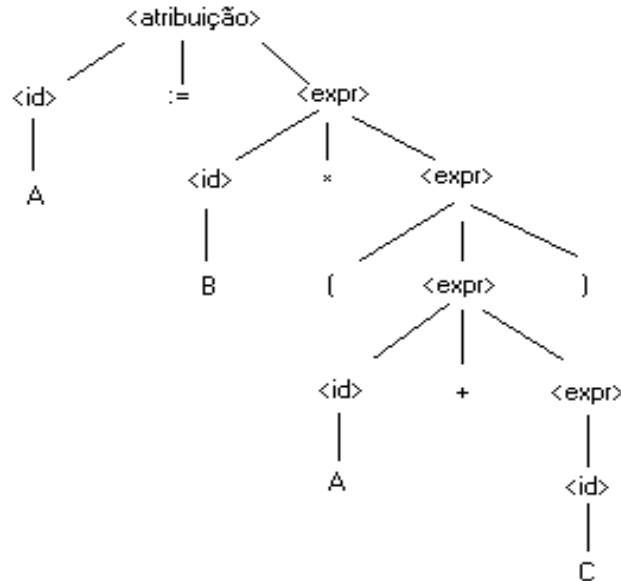 <atribuição>
<id> := <expr>
A <id> * <expr>
B ( <expr> )
<id> + <expr>
A <id>
C